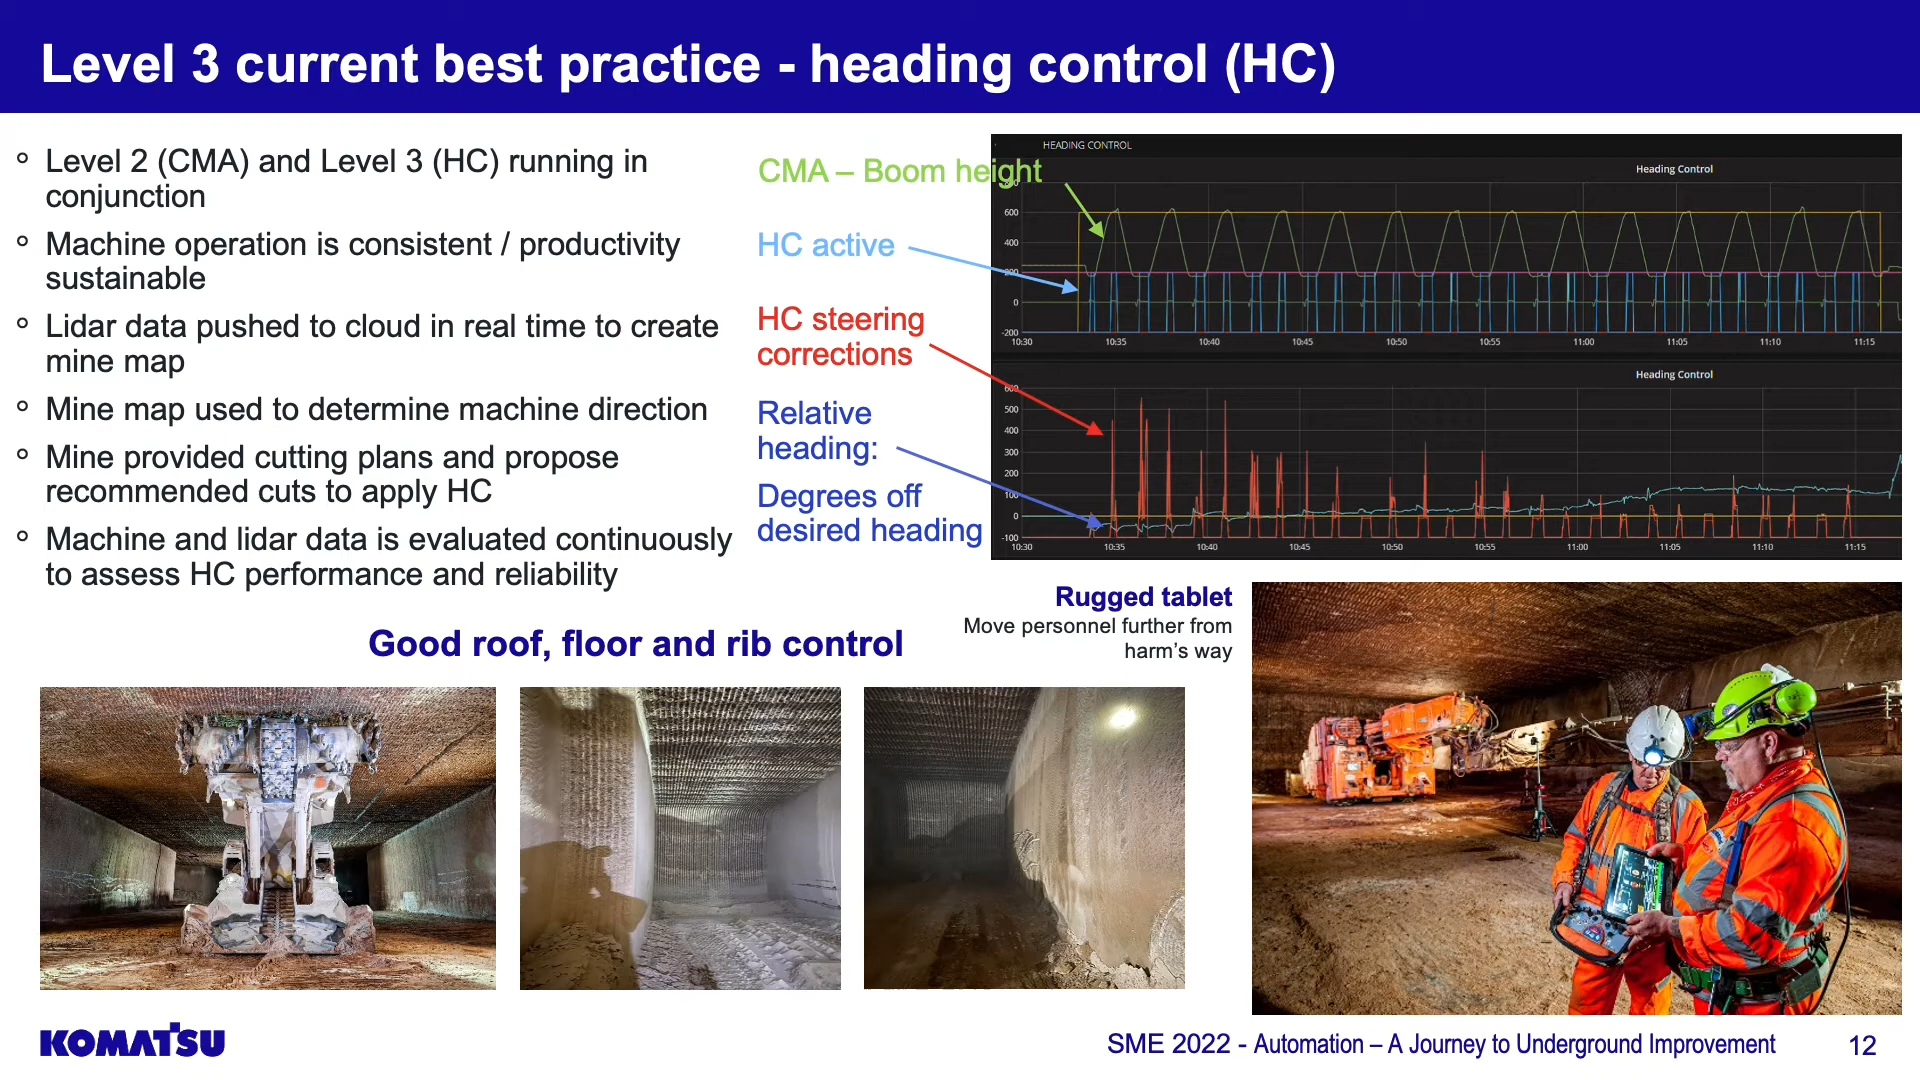 Level 3 current best practice - heading control (HC)
° Level 2 (CMA) and Level 3 (HC) running in
conjunction
° Machine operation is consistent / productivity
sustainable
° Lidar data pushed to cloud in real time to create
mine map
° Mine map used to determine machine direction
° Mine provided cutting plans and propose
recommended cuts to apply HC
° Machine and lidar data is evaluated continuously
to assess HC performance and reliability
CMA – Boom height
HC active
HC steering
corrections
Relative
heading:
Degrees off
desired heading
HEADING CONTROL
Heading Control
600
400
200
0
-200
10:30 10:35 10:40 10:45 10:50 10:55 11:00 11:05 11:10 11:15
Heading Control
600
500
400
300
200
100
0
-100
10:30 10:35 10:40 10:45 10:50 10:55 11:00 11:05 11:10 11:15
Good roof, floor and rib control
Rugged tablet
Move personnel further from
harm's way
KOMATSU
SME 2022 - Automation – A Journey to Underground Improvement
12